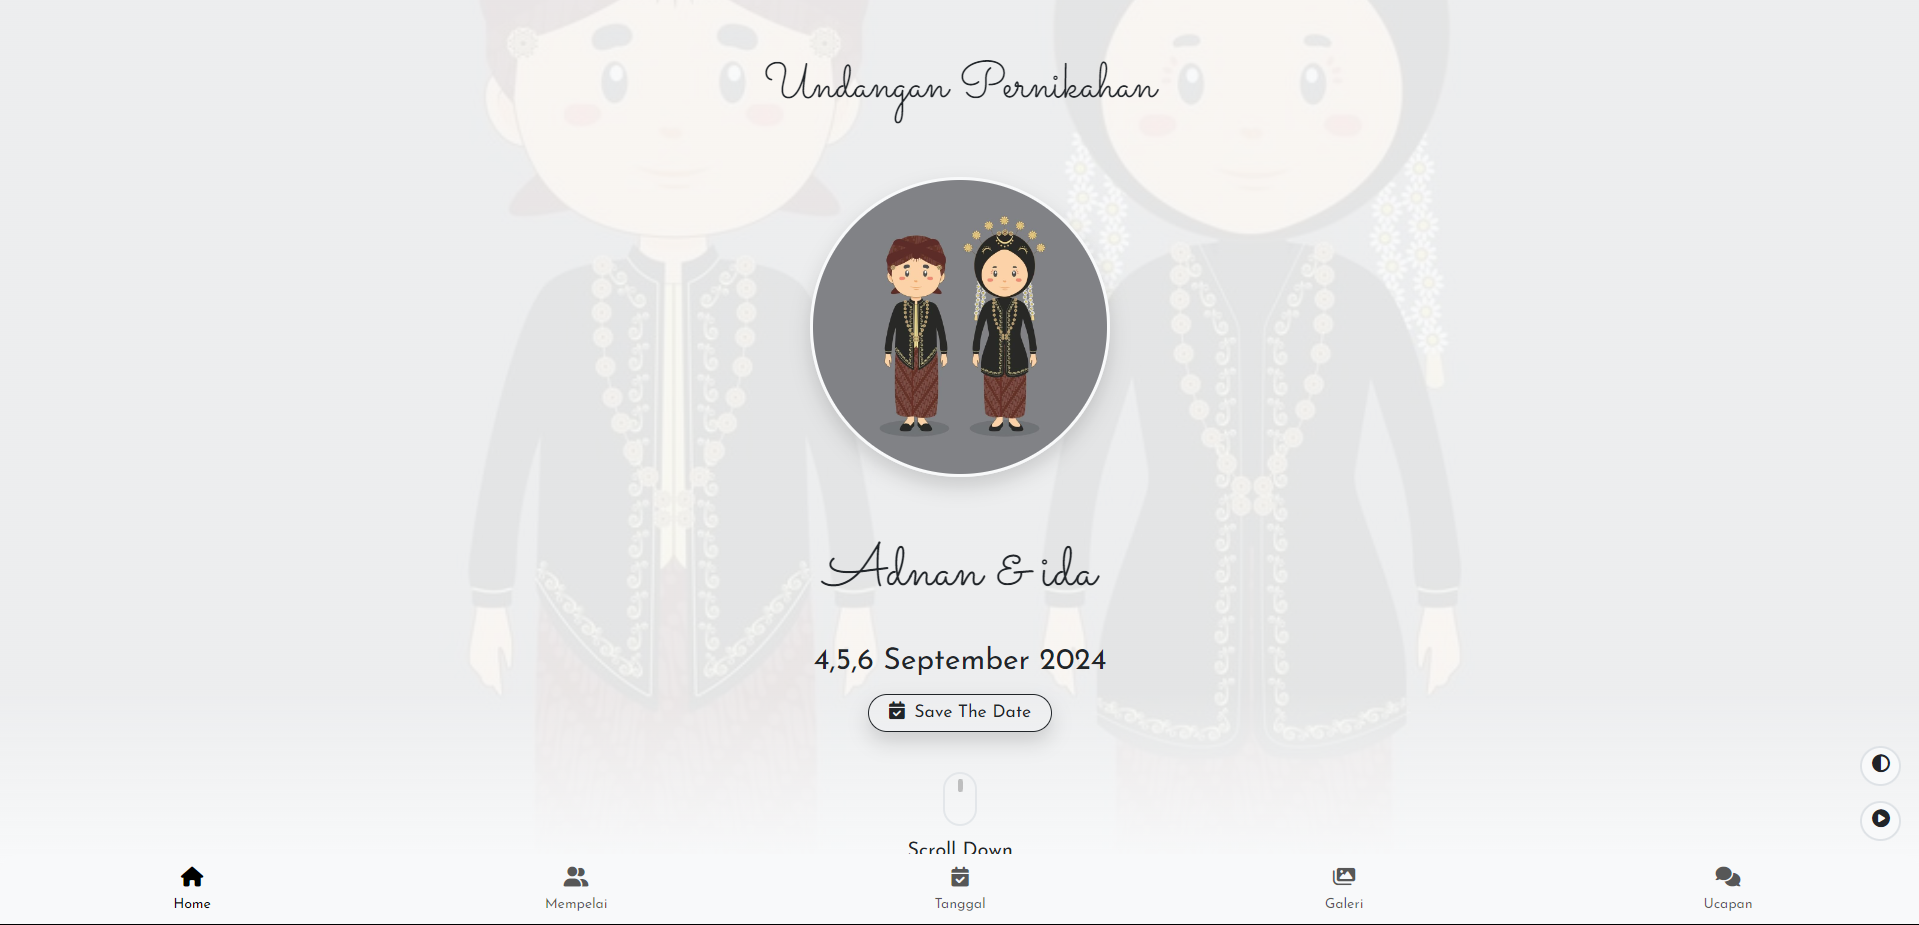 Undangan Pernikahan
Adnan & ida
4,5,6 September 2024
Save The Date
Scroll Down
Home
Mempelai
Tanggal
Galeri
Ucapan